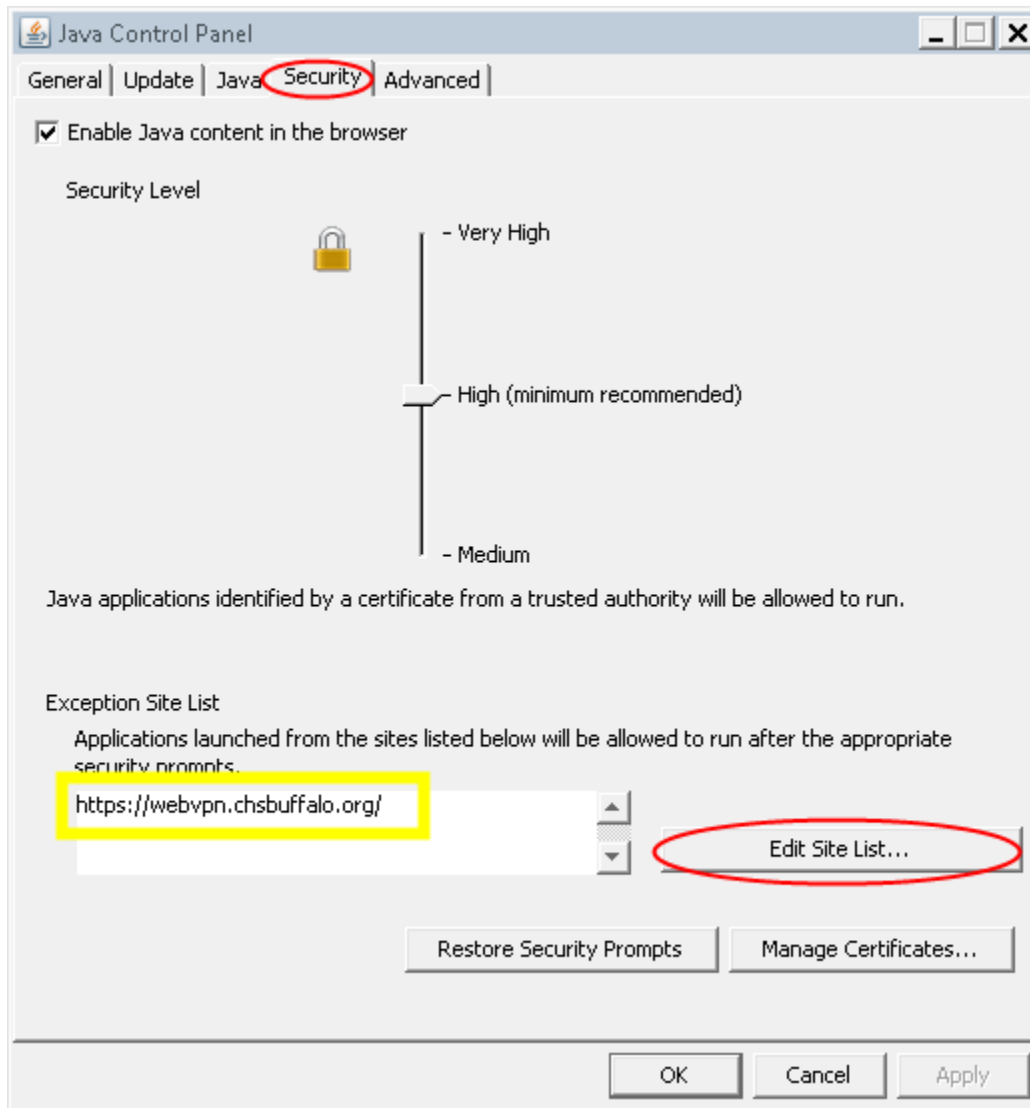 Java Control Panel
General Update Java Security Advanced
Enable Java content in the browser
Security Level
- Very High
- High (minimum recommended)
- Medium
Java applications identified by a certificate from a trusted authority will be allowed to run.
Exception Site List
Applications launched from the sites listed below will be allowed to run after the appropriate
security prompts.
https://webvpn.chsbuffalo.org/
Edit Site List...
Restore Security Prompts Manage Certificates...
OK Cancel Apply